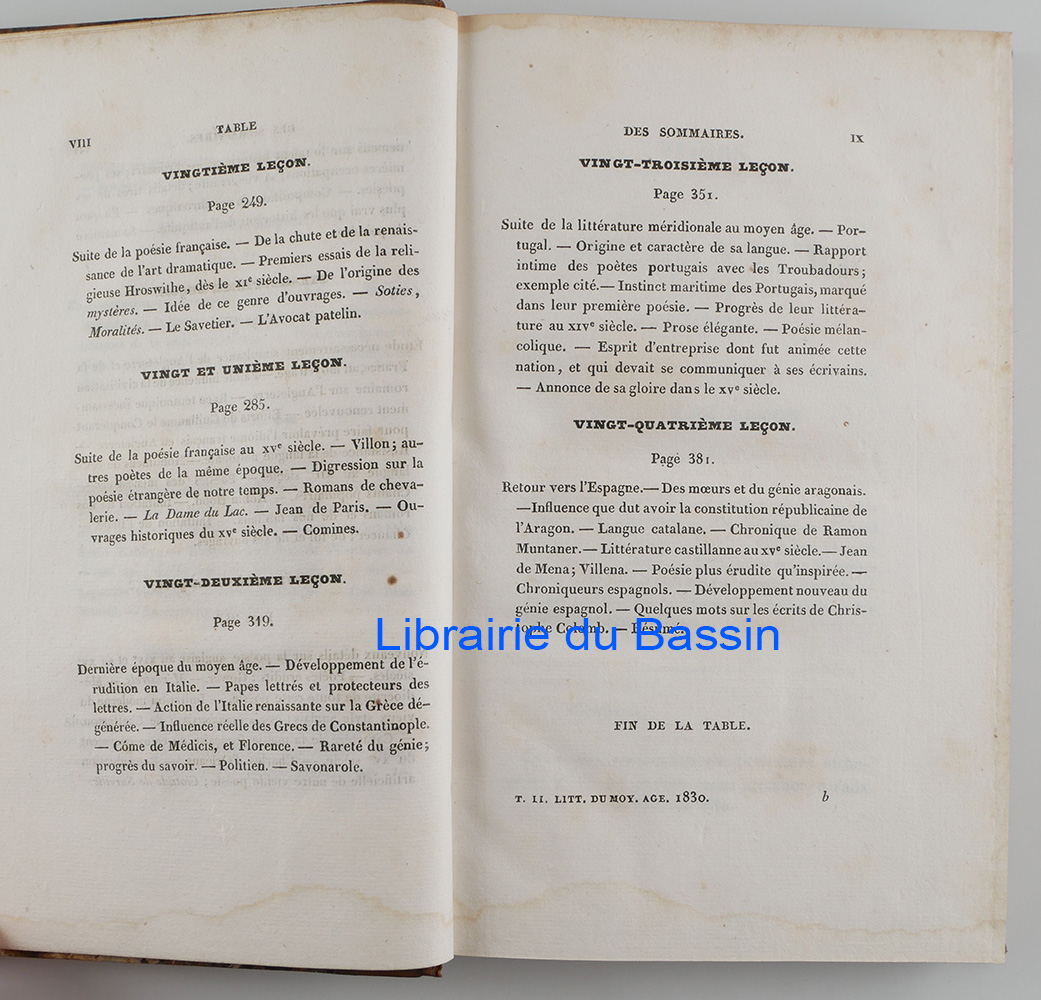 VIII
TABLE
VINGTIÈME LEÇON.
Page 249.
Suite de la poésie française. — De la chute et de la renais-
sance de l'art dramatique. — Premiers essais de la reli-
gieuse Hroswithe, dès le XIe siècle. — De l'origine des
mystères. — Idée de ce genre d'ouvrages. — Soties,
Moralités. — Le Savetier. — L'Avocat patelin.
VINGT ET UNIÈME LEÇON.
Page 285.
Suite de la poésie française au XVe siècle. — Villon; au-
tres poètes de la même époque. — Digression sur la
poésie étrangère de notre temps. — Romans de cheva-
lerie. — La Dame du Lac. — Jean de Paris. — Ou-
vrages historiques du XVe siècle. — Comines.
VINGT-DEUXIÈME LEÇON.
Page 319.
Dernière époque du moyen âge. — Développement de l'é-
rudition en Italie. — Papes lettrés et protecteurs des
lettres. — Action de l'Italie renaissante sur la Grèce dé-
générée. — Influence réelle des Grecs de Constantinople.
— Côme de Médicis, et Florence. — Rareté du génie;
progrès du savoir. — Politien. — Savonarole.
DES SOMMAIRES.
IX
VINGT-TROISIÈME LEÇON.
Page 351.
Suite de la littérature méridionale au moyen âge. — Por-
tugal. — Origine et caractère de sa langue. — Rapport
intime des poètes portugais avec les Troubadours;
exemple cité. — Instinct maritime des Portugais, marqué
dans leur première poésie. — Progrès de leur littéra-
ture au XIVe siècle. — Prose élégante. — Poésie mélan-
colique. — Esprit d'entreprise dont fut animée cette
nation, et qui devait se communiquer à ses écrivains.
— Annonce de sa gloire dans le XVe siècle.
VINGT-QUATRIÈME LEÇON.
Page 381.
Retour vers l'Espagne. — Des mœurs et du génie aragonais.
— Influence que dut avoir la constitution républicaine de
l'Aragon. — Langue catalane. — Chronique de Ramon
Muntaner. — Littérature castillanne au XVe siècle. — Jean
de Mena; Villena. — Poésie plus érudite qu'inspirée. —
Chroniqueurs espagnols. — Développement nouveau du
génie espagnol. — Quelques mots sur les écrits de Chris-
tophe Colomb. — Résumé.
Librairie du Bassin
FIN DE LA TABLE.
T. II. LITT. DU MOY. AGE. 1830.
b